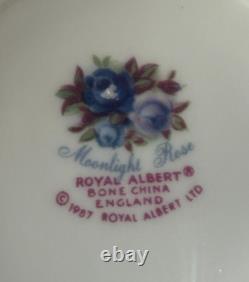 Moonlight Rose
ROYAL ALBERT®
BONE CHINA
ENGLAND
© 1987 ROYAL ALBERT LTD